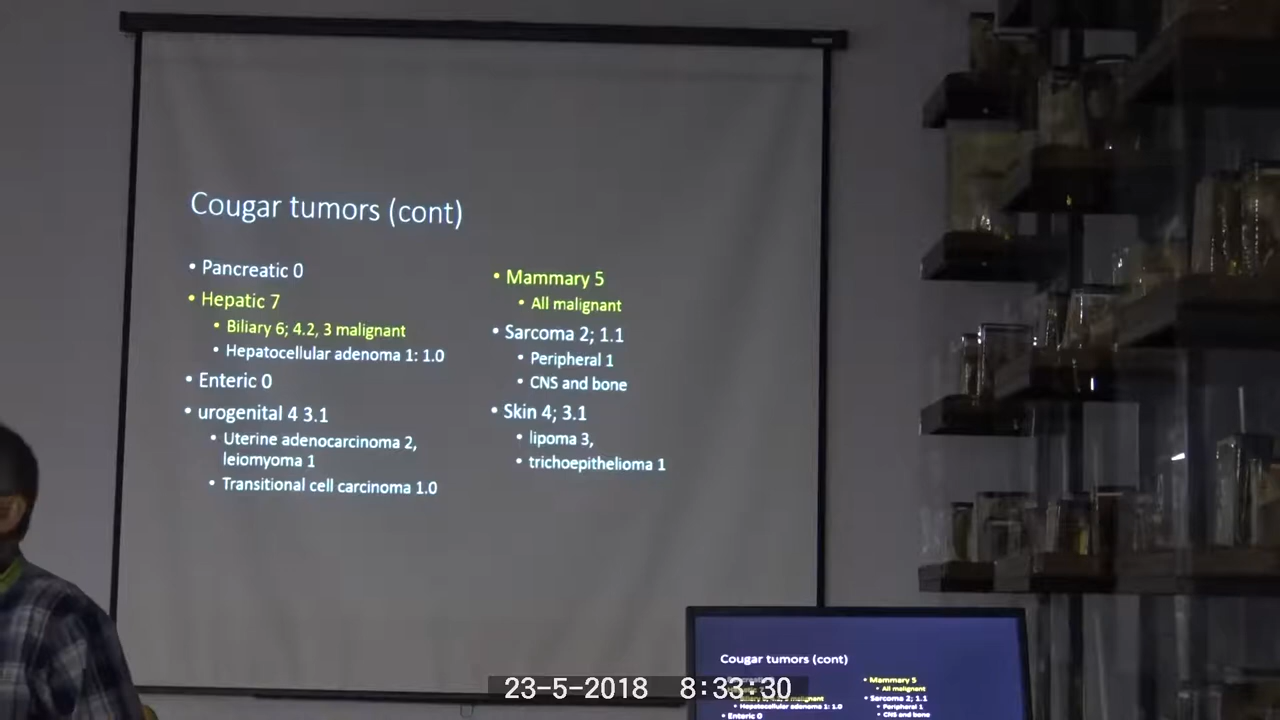 Cougar tumors (cont)
• Pancreatic 0
• Hepatic 7
• Biliary 6; 4.2, 3 malignant
• Hepatocellular adenoma 1: 1.0
• Enteric 0
• urogenital 4 3.1
• Uterine adenocarcinoma 2,
leiomyoma 1
• Transitional cell carcinoma 1.0
• Mammary 5
• All malignant
• Sarcoma 2; 1.1
• Peripheral 1
• CNS and bone
• Skin 4; 3.1
• lipoma 3,
• trichoepithelioma 1
Cougar tumors (cont)
• Hepatocellular adenoma 1: 1.0
• Enteric 0
• Mammary 5
• All malignant
• Sarcoma 2; 1.1
• Peripheral 1
• CNS and bone
23-5-2018 8:33:30